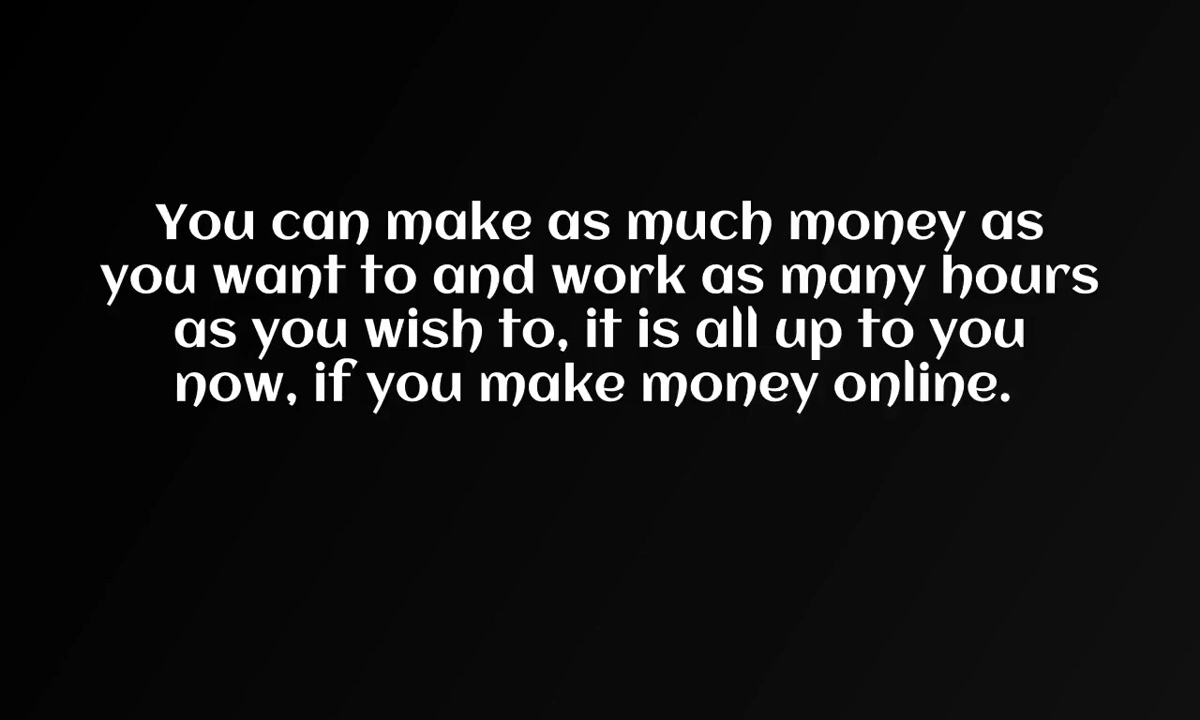 You can make as much money as
you want to and work as many hours
as you wish to, it is all up to you
now, if you make money online.